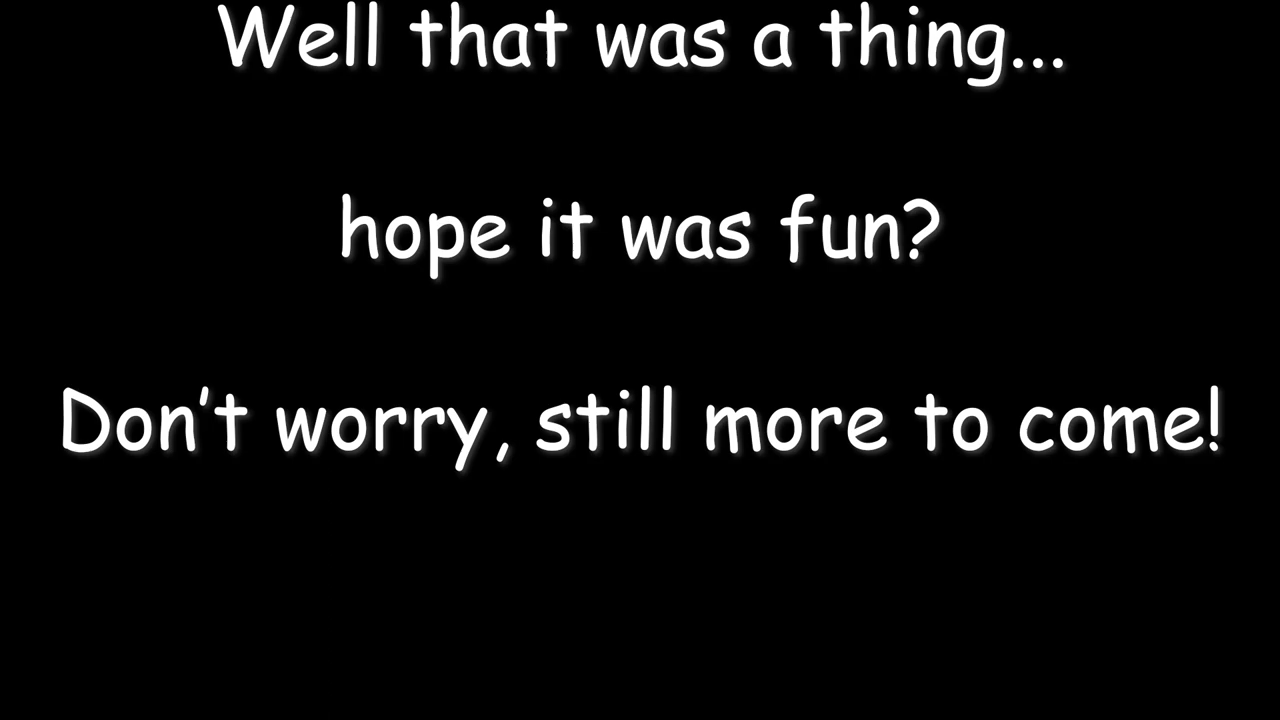 Well that was a thing...
hope it was fun?
Don't worry, still more to come!